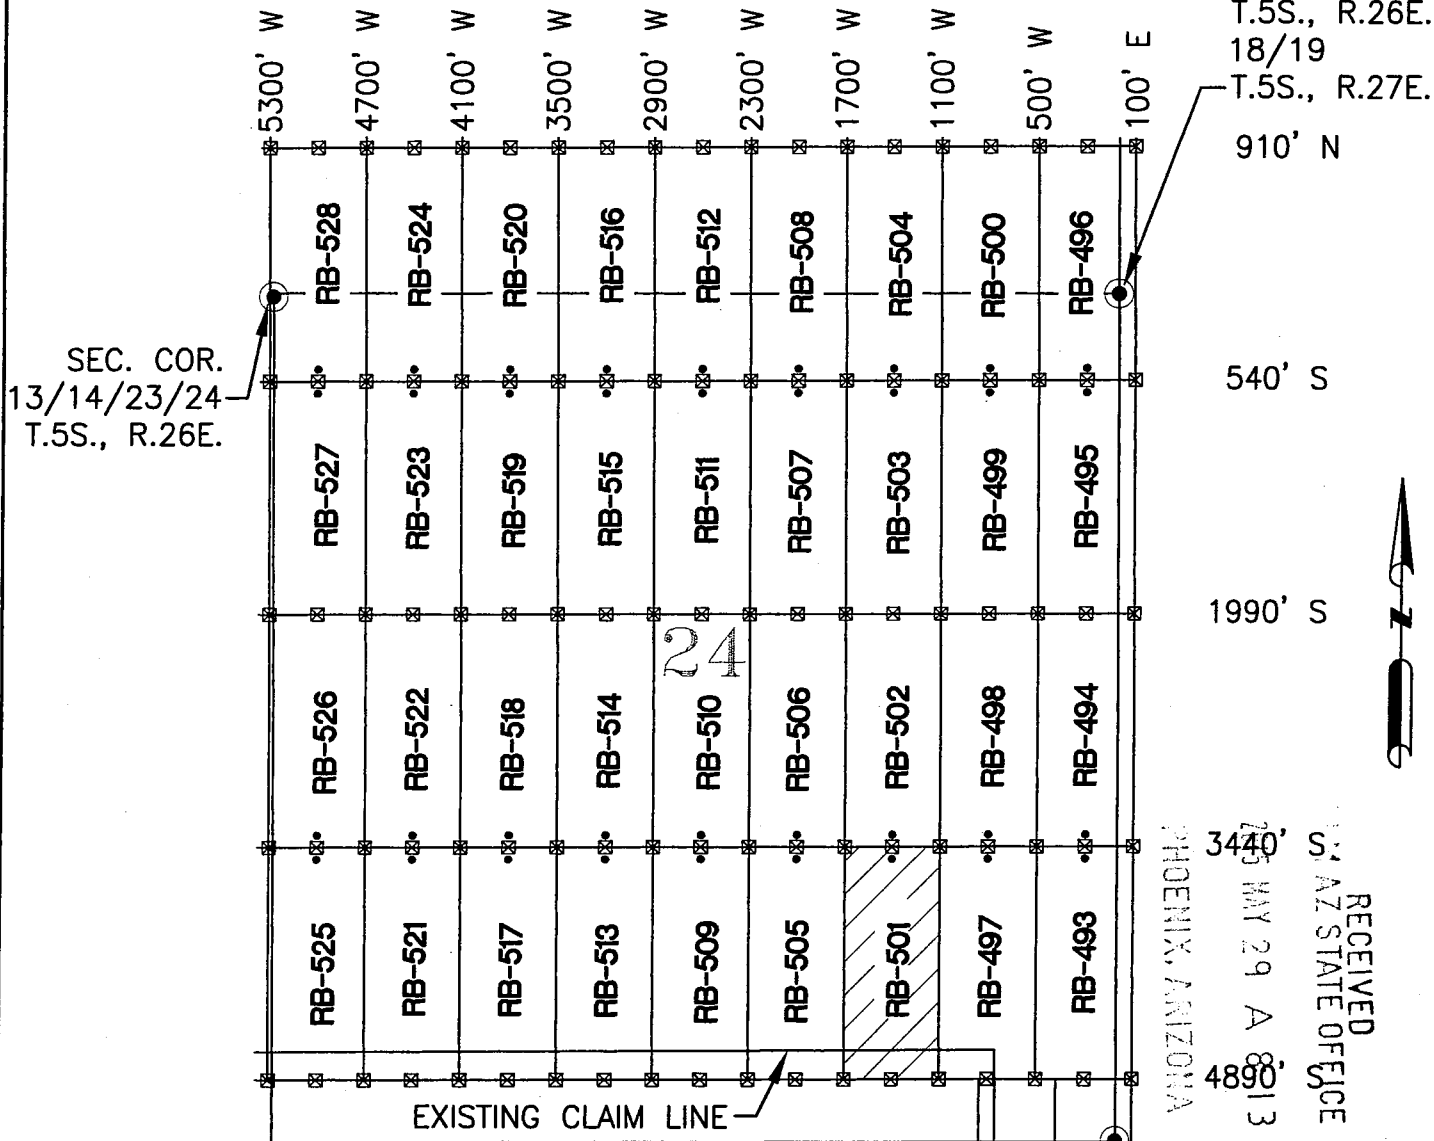 5300' W
4700' W
4100' W
3500' W
2900' W
2300' W
1700' W
1100' W
500' W
100' E
T.5S., R.26E.
18/19
T.5S., R.27E.
910' N
RB-528
RB-524
RB-520
RB-516
RB-512
RB-508
RB-504
RB-500
RB-496
SEC. COR.
13/14/23/24
T.5S., R.26E.
540' S
RB-527
RB-523
RB-519
RB-515
RB-511
RB-507
RB-503
RB-499
RB-495
1990' S
24
N
RB-526
RB-522
RB-518
RB-514
RB-510
RB-506
RB-502
RB-498
RB-494
3440' S
RB-525
RB-521
RB-517
RB-513
RB-509
RB-505
RB-501
RB-497
RB-493
4890' S
EXISTING CLAIM LINE
RECEIVED
AZ STATE OFFICE
MAY 29 A 8:13
PHOENIX, ARIZONA